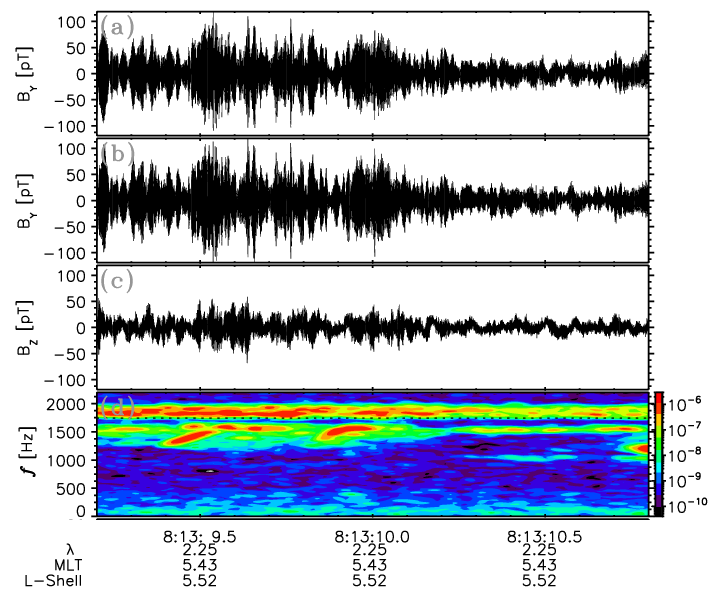 (a)
100
50
0
−50
−100
B_Y [pT]
(b)
100
50
0
−50
−100
B_Y [pT]
(c)
100
50
0
−50
−100
B_Z [pT]
(d)
2000
1500
1000
500
0
f [Hz]
10^-6
10^-7
10^-8
10^-9
10^-10
8:13:09.5 8:13:10.0 8:13:10.5
λ 2.25 2.25 2.25
MLT 5.43 5.43 5.43
L−Shell 5.52 5.52 5.52